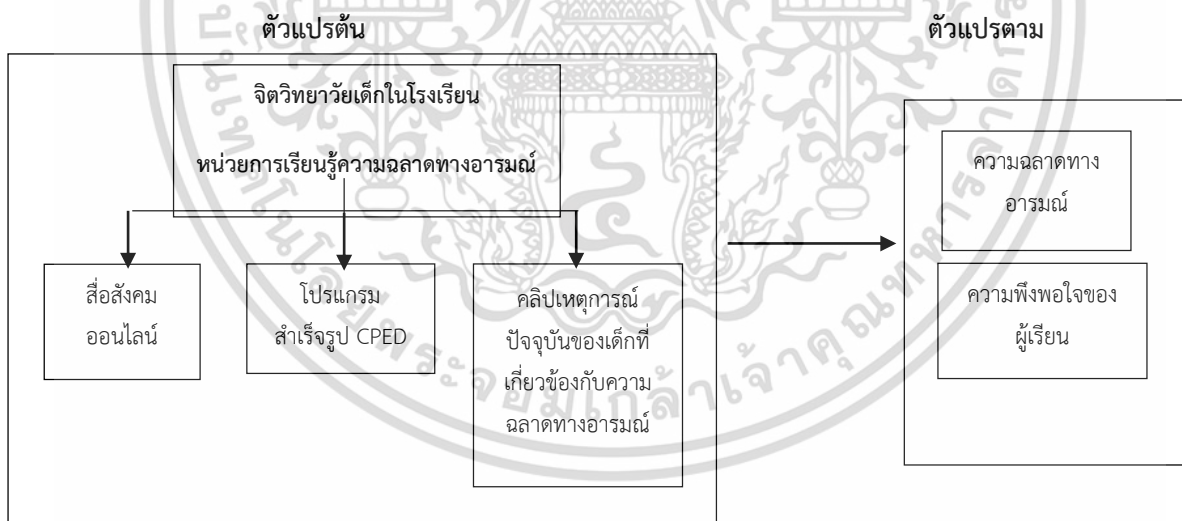 ตัวแปรต้น
ตัวแปรตาม
จิตวิทยาวัยเด็กในโรงเรียน
หน่วยการเรียนรู้ความฉลาดทางอารมณ์
สื่อสังคม
ออนไลน์
โปรแกรม
สำเร็จรูป CPED
คลิปเหตุการณ์
ปัจจุบันของเด็กที่
เกี่ยวข้องกับความ
ฉลาดทางอารมณ์
ความฉลาดทาง
อารมณ์
ความพึงพอใจของ
ผู้เรียน